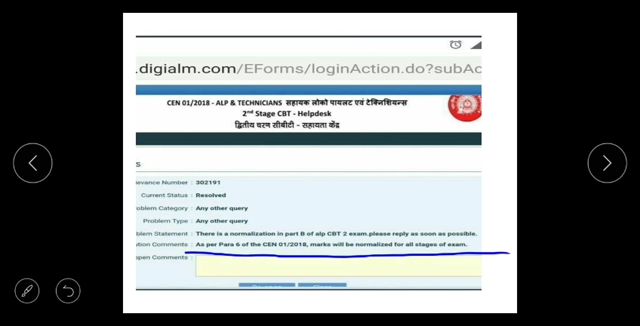 .digialm.com/EForms/loginAction.do?subAc
CEN 01/2018 - ALP & TECHNICIANS सहायक लोको पायलट एवं टेक्निशियन्स
2nd Stage CBT - Helpdesk
द्वितीय चरण सीबीटी - सहायता केंद्र
s
evance Number : 302191
Current Status : Resolved
oblem Category : Any other query
Problem Type : Any other query
blem Statement : There is a normalization in part B of alp CBT 2 exam.please reply as soon as possible.
tion Comments : As per Para 6 of the CEN 01/2018, marks will be normalized for all stages of exam.
open Comments :